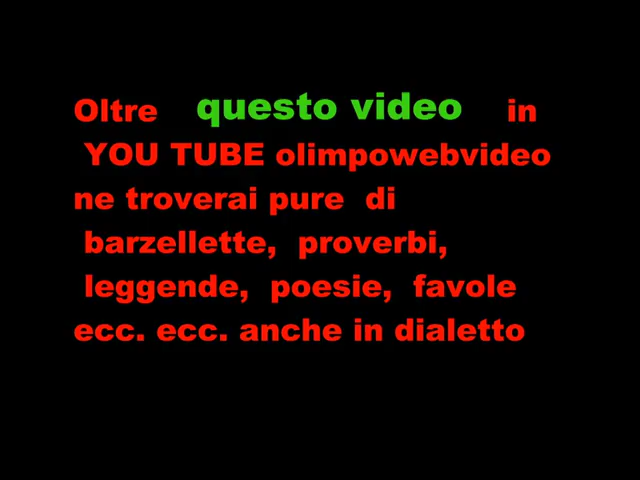 Oltre questo video in
YOU TUBE olimpowebvideo
ne troverai pure di
barzellette, proverbi,
leggende, poesie, favole
ecc. ecc. anche in dialetto